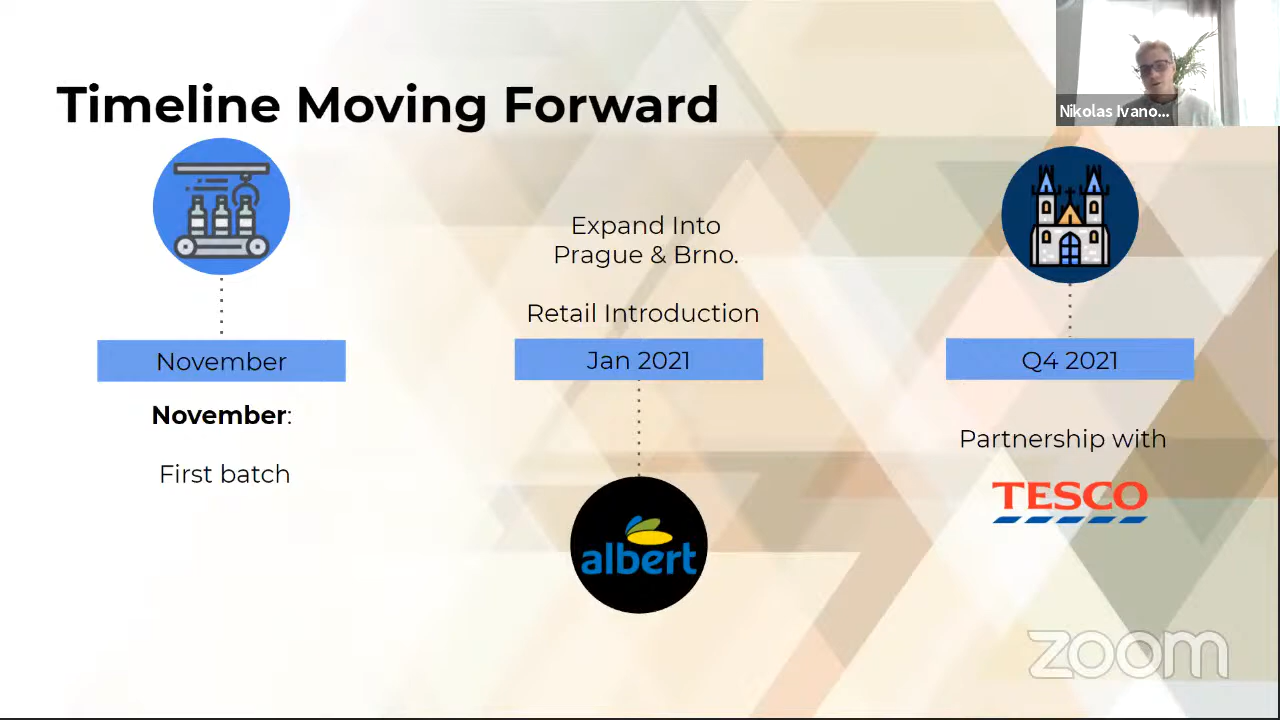 Timeline Moving Forward
Nikolas Ivano...
Expand Into
Prague & Brno.
Retail Introduction
November
Jan 2021
Q4 2021
November:
First batch
albert
Partnership with
TESCO
zoom